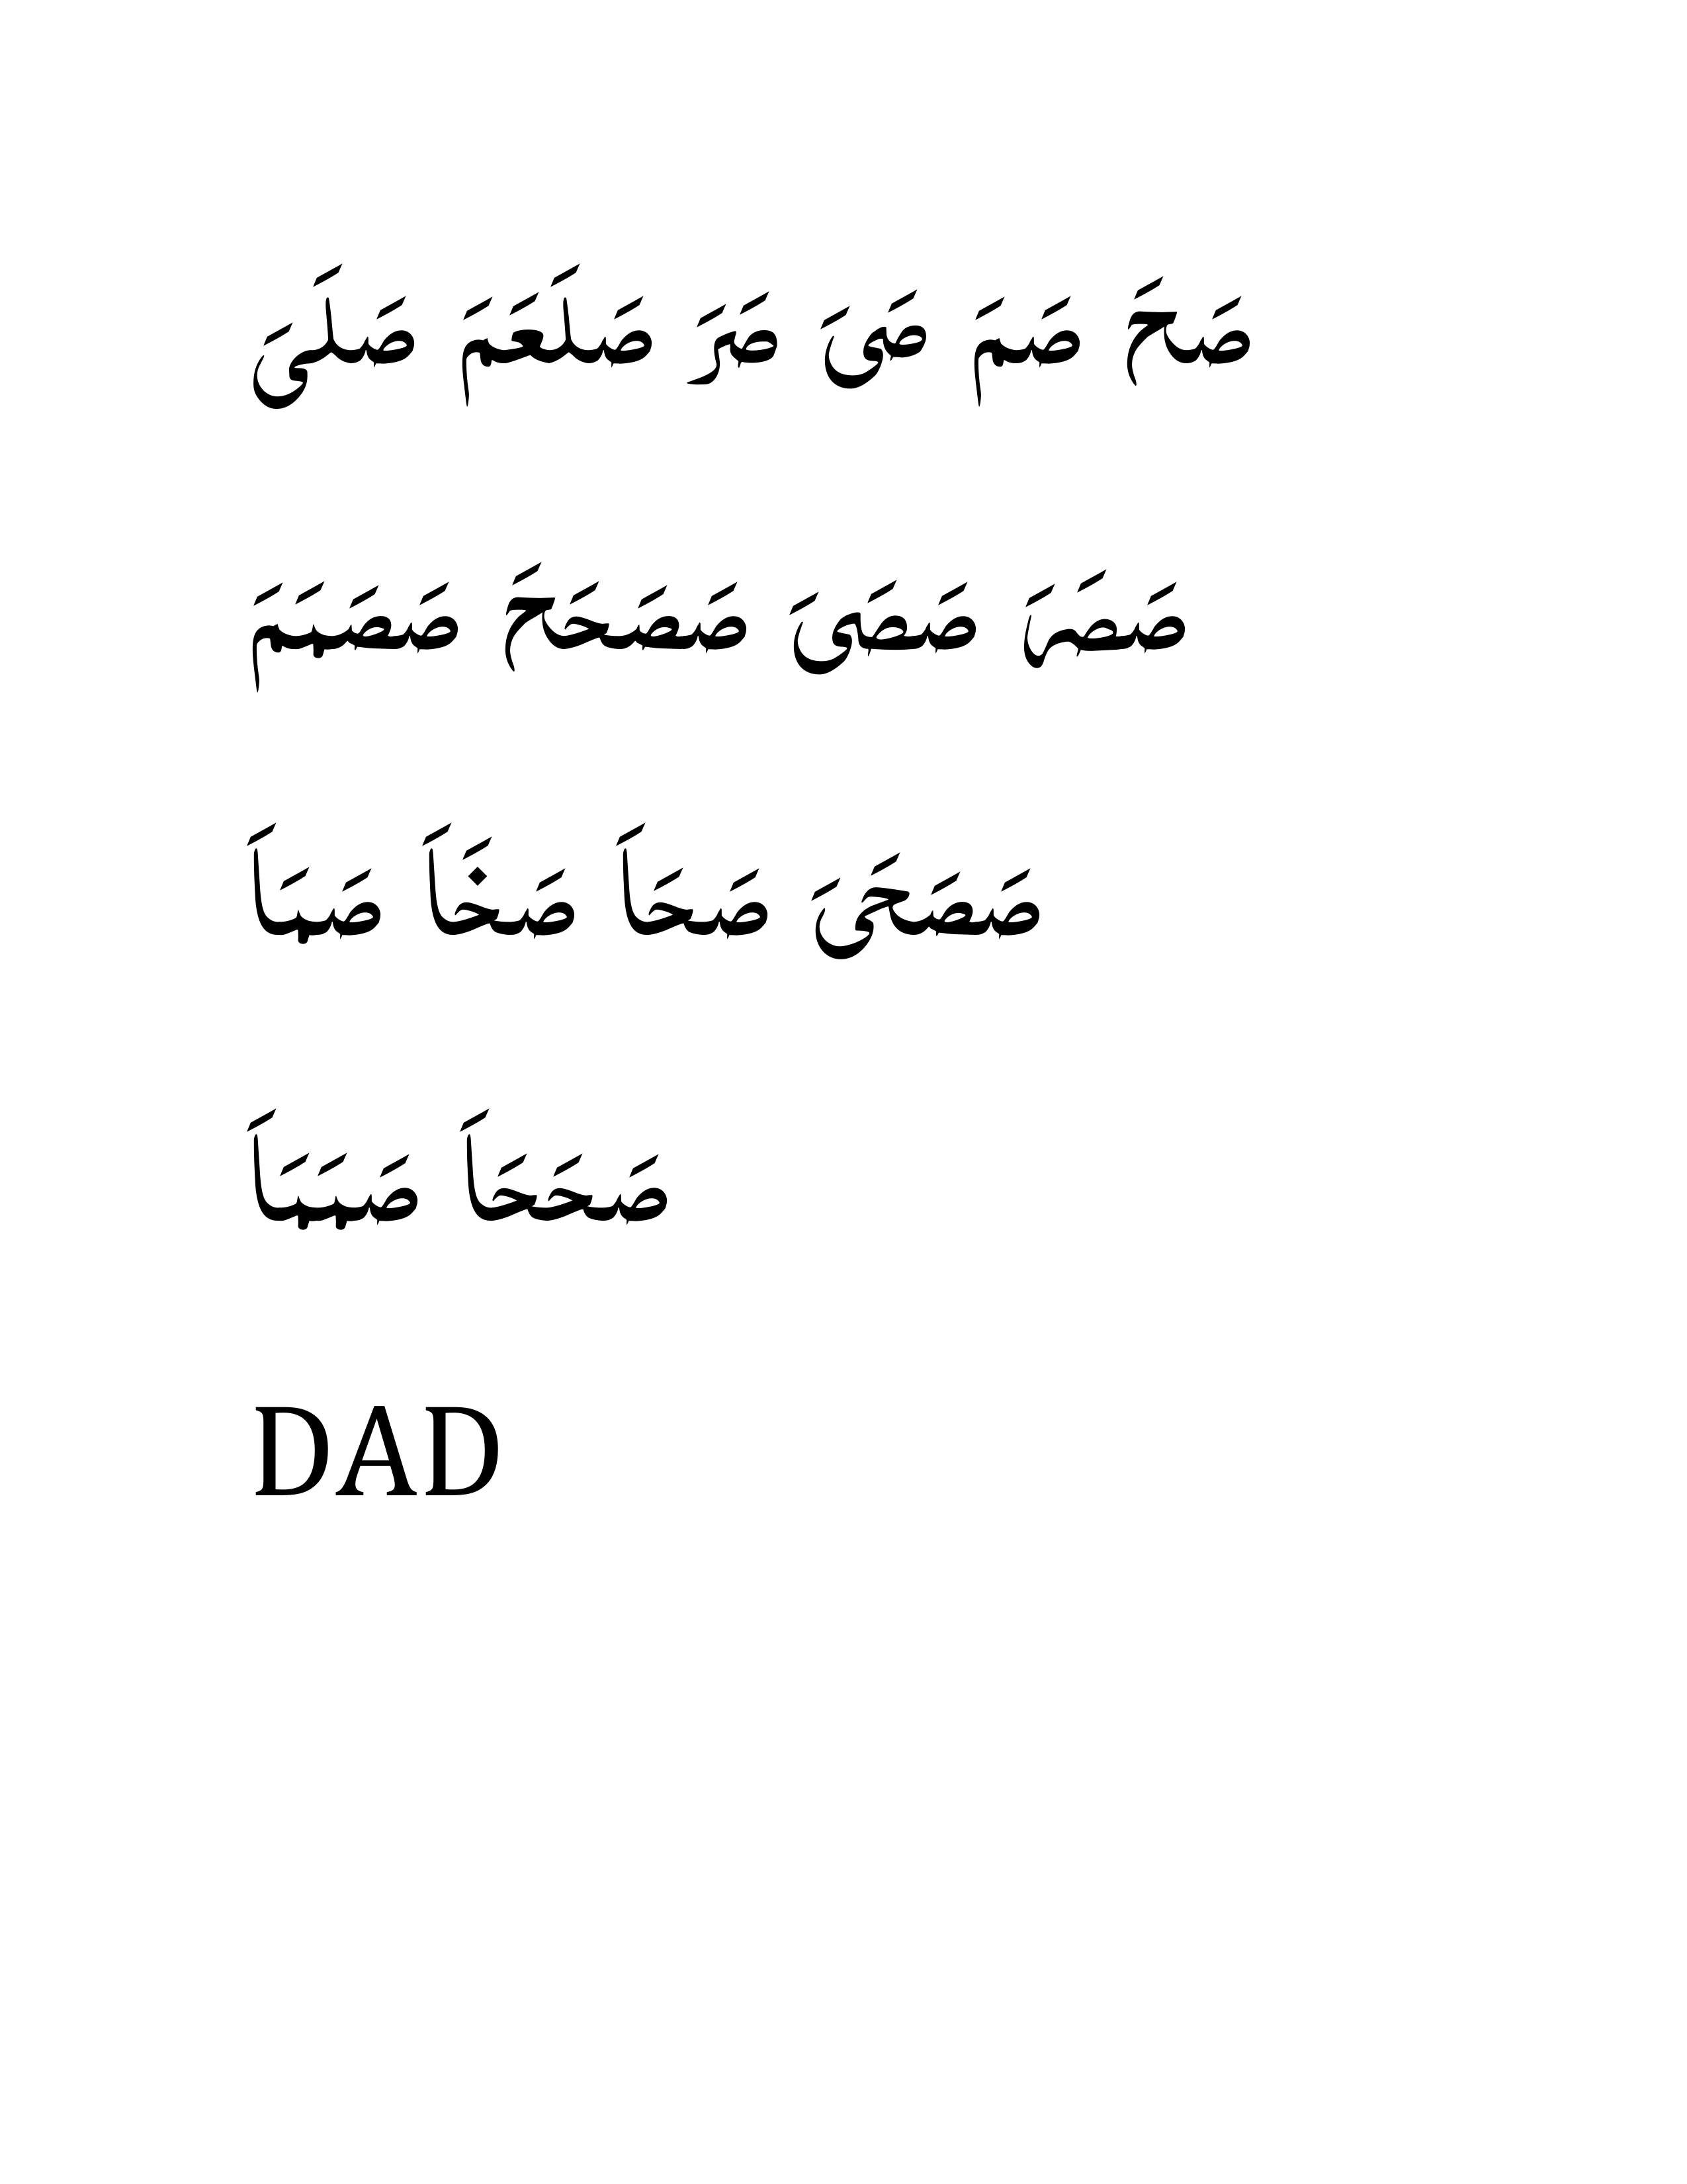 صَحَ صَمَ صَىَ صَرَ صَلَعَمَ صَلَىَ
صَصَىَ صَصَحَحَ صَصَبَمَ
صَصَحَىَ صَحَاَ صَخَاَ صَبَاَ
صَحَحَاَ صَبَبَاَ
DAD